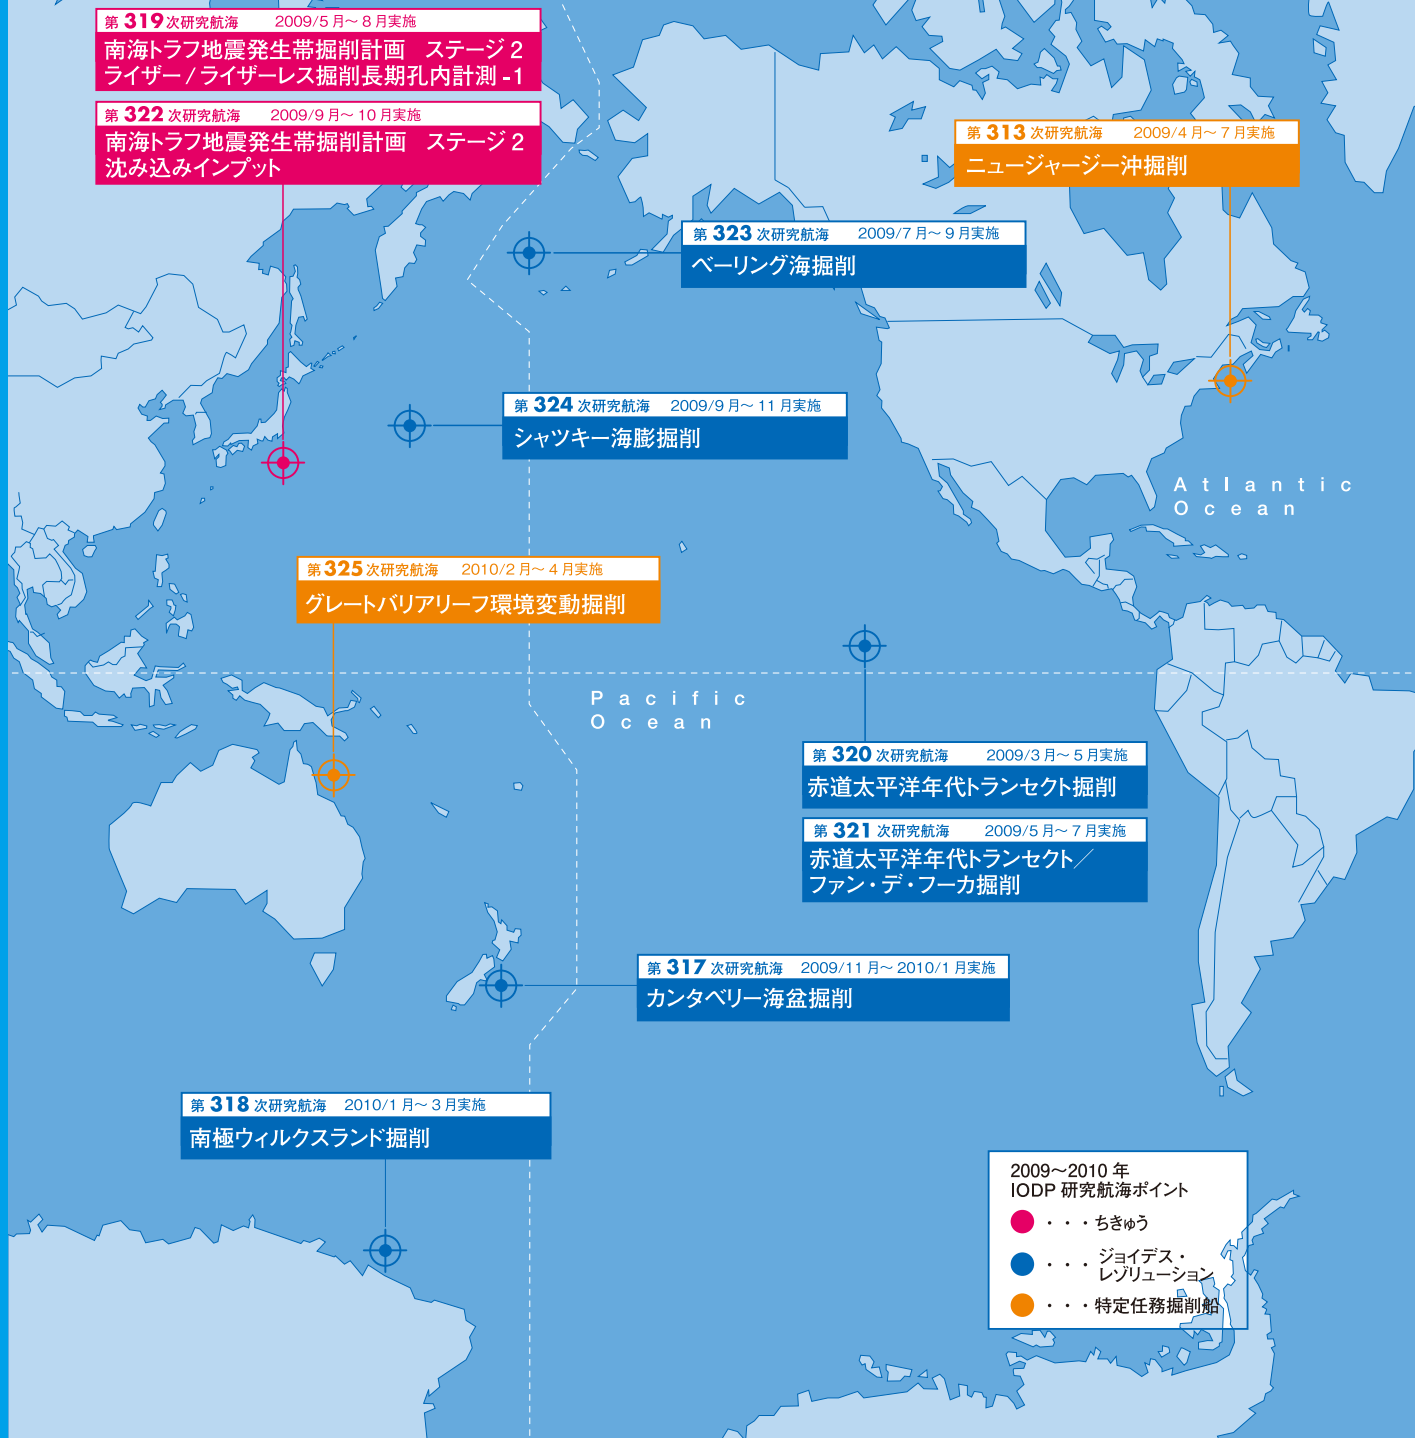 第 319 次研究航海 2009/5月～8月実施
南海トラフ地震発生帯掘削計画 ステージ2
ライザー/ライザーレス掘削長期孔内計測-1
第 322 次研究航海 2009/9月～10月実施
南海トラフ地震発生帯掘削計画 ステージ2
沈み込みインプット
第 313 次研究航海 2009/4月～7月実施
ニュージャージー沖掘削
第 323 次研究航海 2009/7月～9月実施
ベーリング海掘削
第 324 次研究航海 2009/9月～11月実施
シャツキー海膨掘削
Atlantic
Ocean
第 325 次研究航海 2010/2月～4月実施
グレートバリアリーフ環境変動掘削
Pacific
Ocean
第 320 次研究航海 2009/3月～5月実施
赤道太平洋年代トランセクト掘削
第 321 次研究航海 2009/5月～7月実施
赤道太平洋年代トランセクト／
ファン・デ・フーカ掘削
第 317 次研究航海 2009/11月～2010/1月実施
カンタベリー海盆掘削
第 318 次研究航海 2010/1月～3月実施
南極ウィルクスランド掘削
2009～2010 年
IODP 研究航海ポイント
・・・ちきゅう
・・・ジョイデス・
レゾリューション
・・・特定任務掘削船